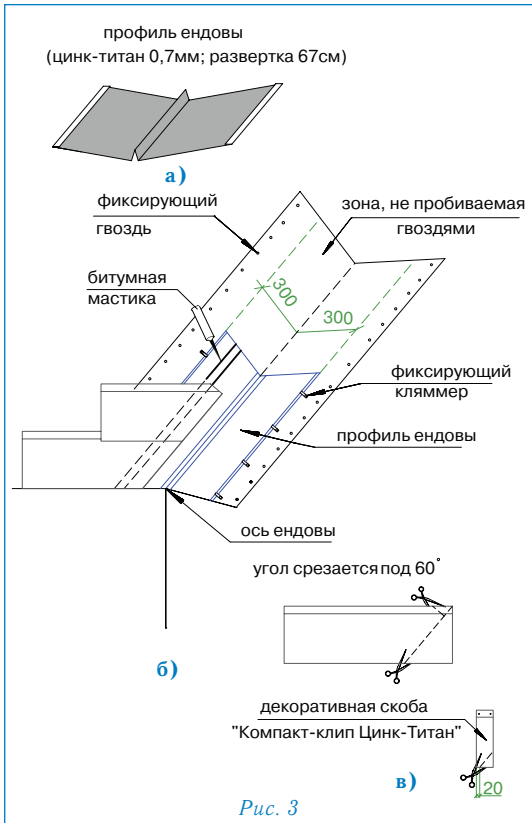 профиль ендовы
(цинк-титан 0,7мм; развертка 67см)
а)
фиксирующий
гвоздь
зона, не пробиваемая
гвоздями
битумная
мастика
300
300
фиксирующий
кляммер
профиль ендовы
ось ендовы
угол срезается под 60°
б)
декоративная скоба
"Компакт-клип Цинк-Титан"
в)
20
Рис. 3